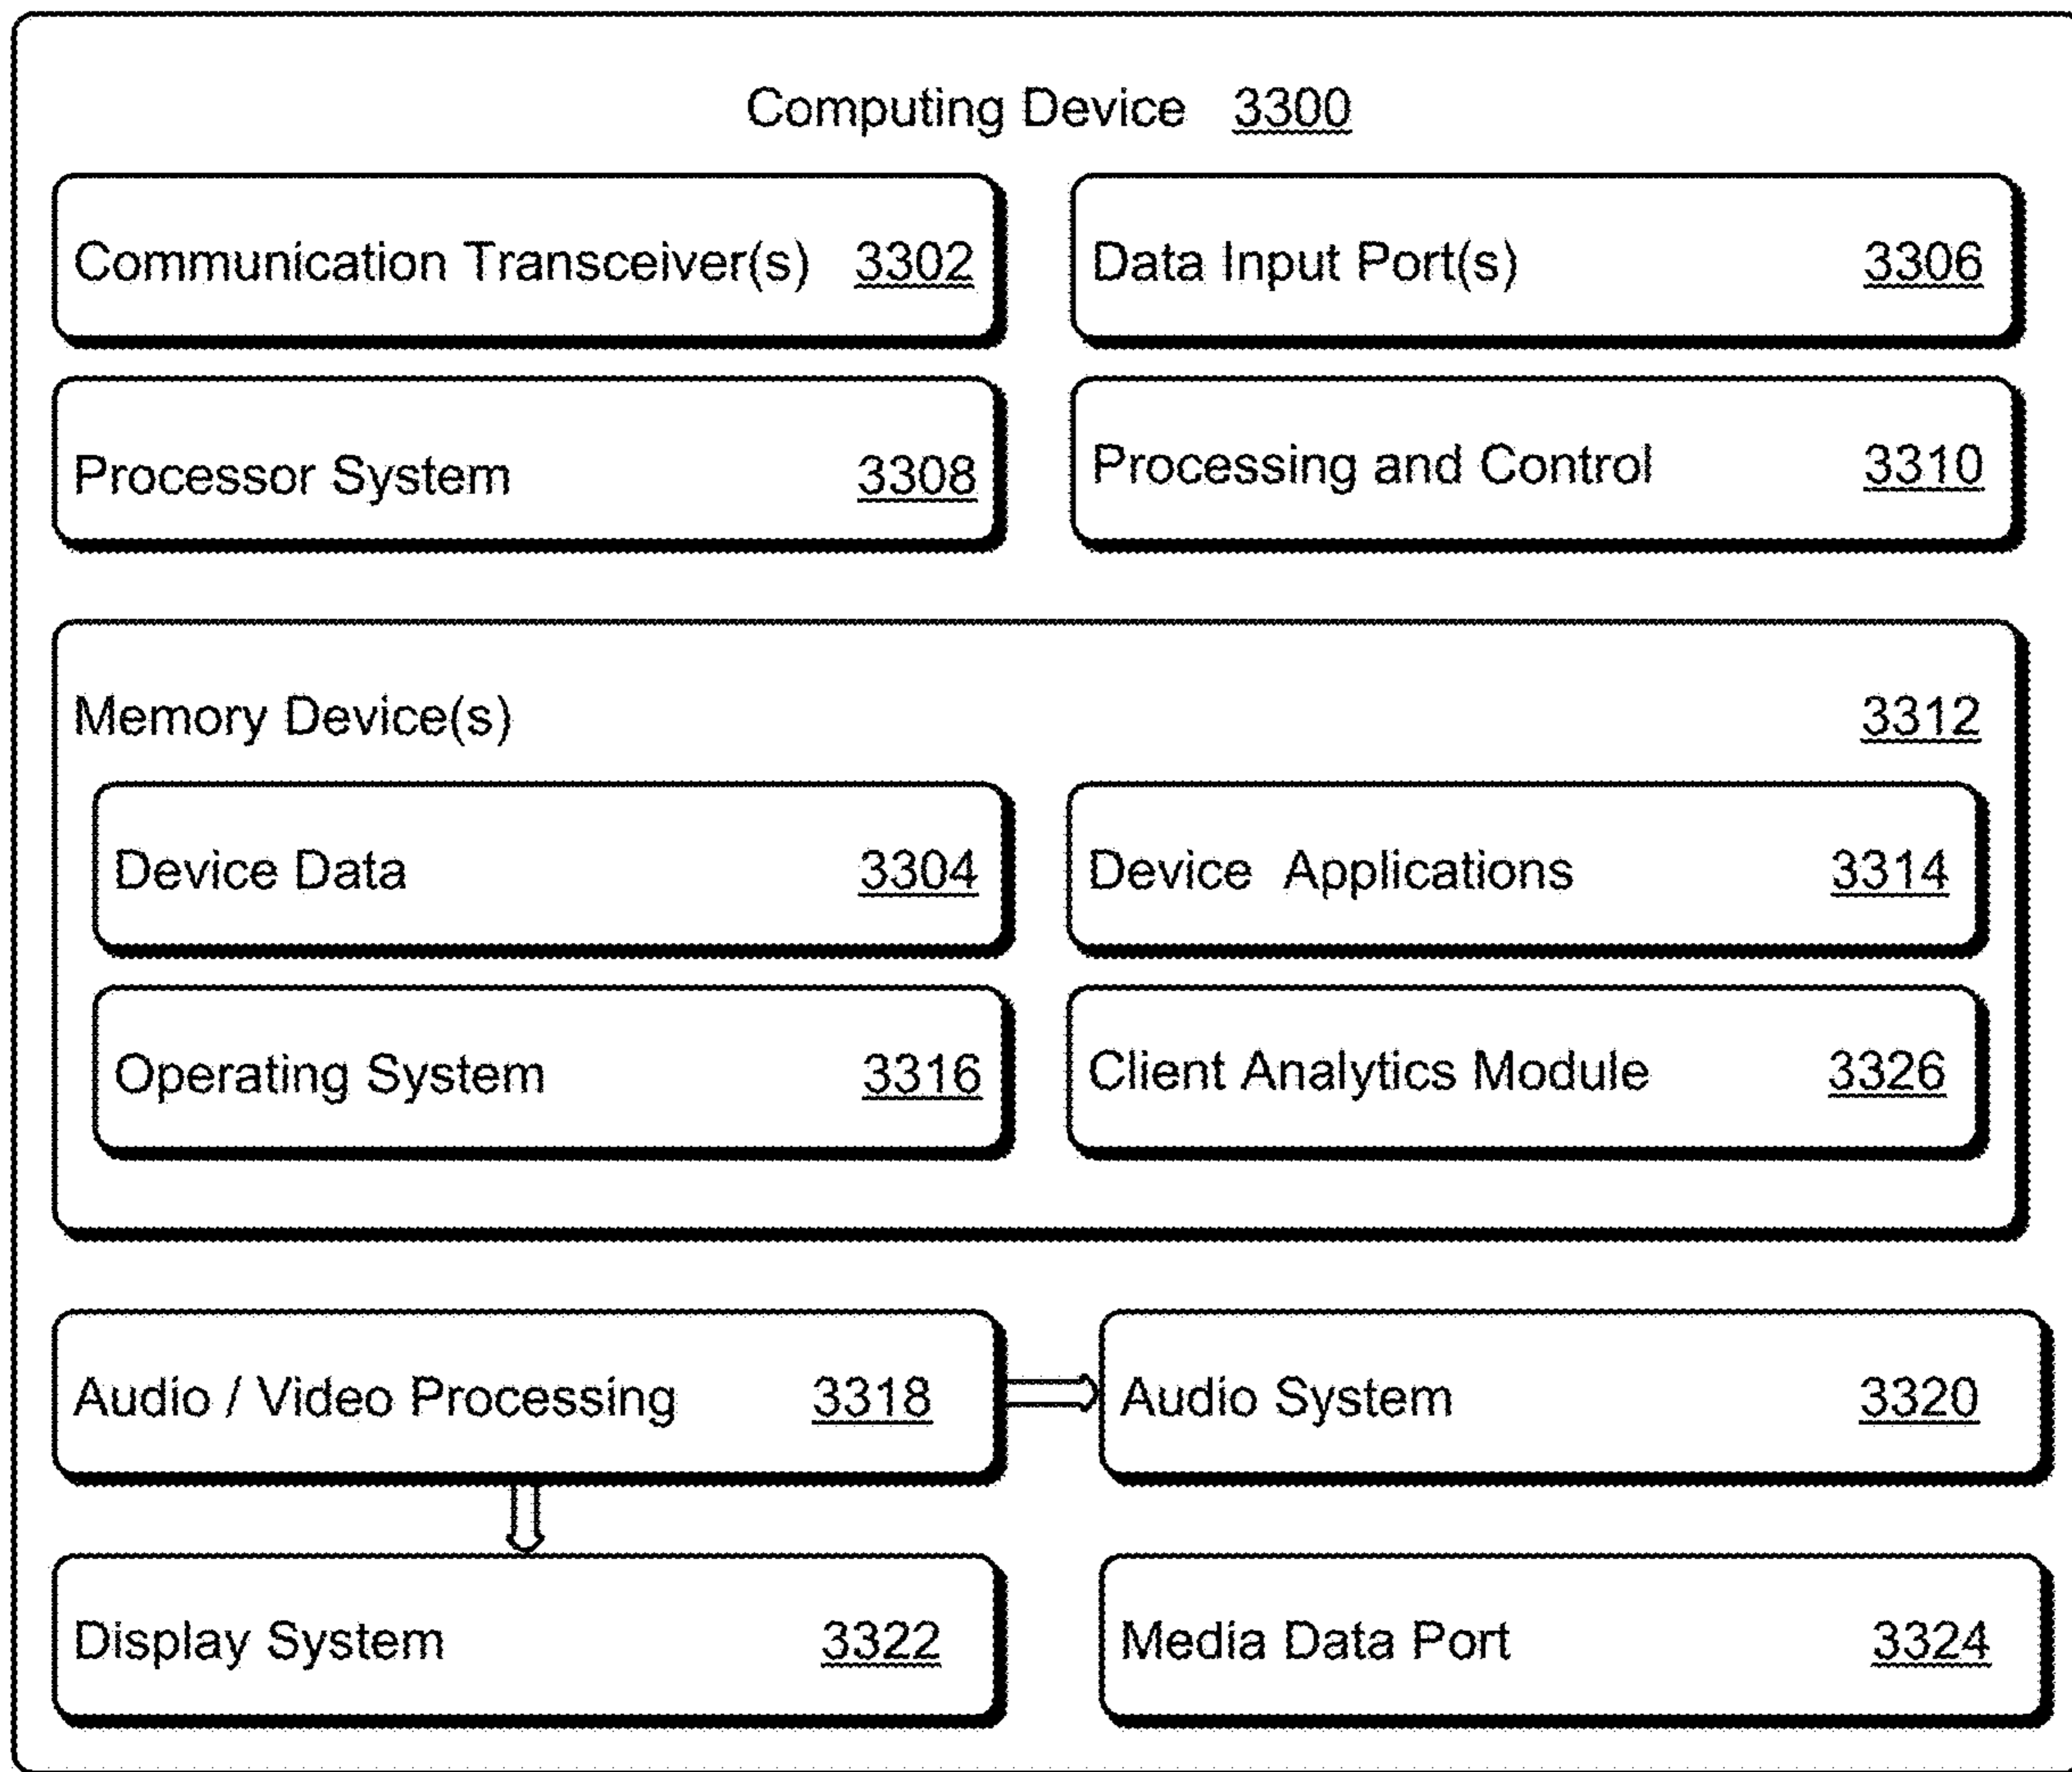 Computing Device 3300
Communication Transceiver(s) 3302
Data Input Port(s) 3306
Processor System 3308
Processing and Control 3310
Memory Device(s) 3312
Device Data 3304
Device Applications 3314
Operating System 3316
Client Analytics Module 3326
Audio / Video Processing 3318
Audio System 3320
Display System 3322
Media Data Port 3324